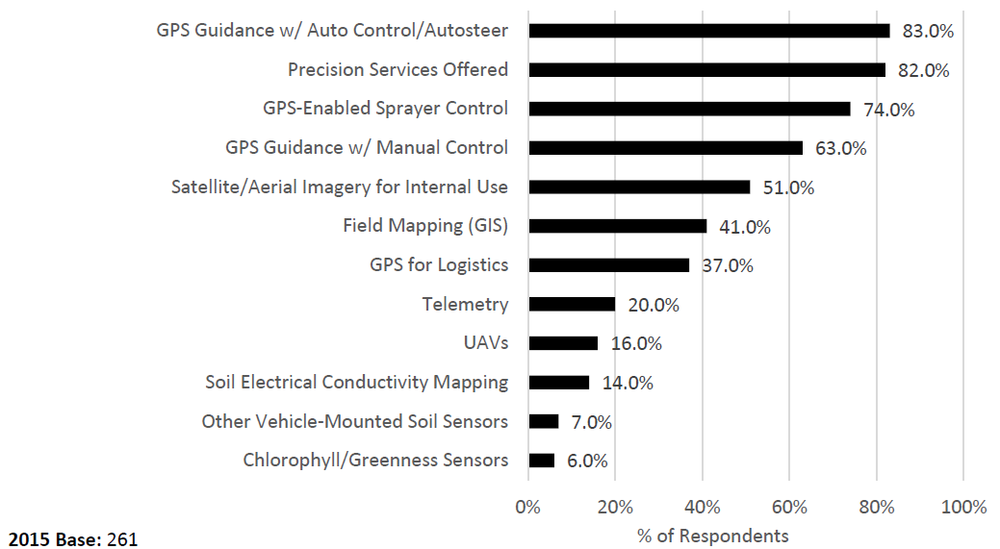 GPS Guidance w/ Auto Control/Autosteer 83.0%
Precision Services Offered 82.0%
GPS-Enabled Sprayer Control 74.0%
GPS Guidance w/ Manual Control 63.0%
Satellite/Aerial Imagery for Internal Use 51.0%
Field Mapping (GIS) 41.0%
GPS for Logistics 37.0%
Telemetry 20.0%
UAVs 16.0%
Soil Electrical Conductivity Mapping 14.0%
Other Vehicle-Mounted Soil Sensors 7.0%
Chlorophyll/Greenness Sensors 6.0%
0% 20% 40% 60% 80% 100%
% of Respondents
2015 Base: 261